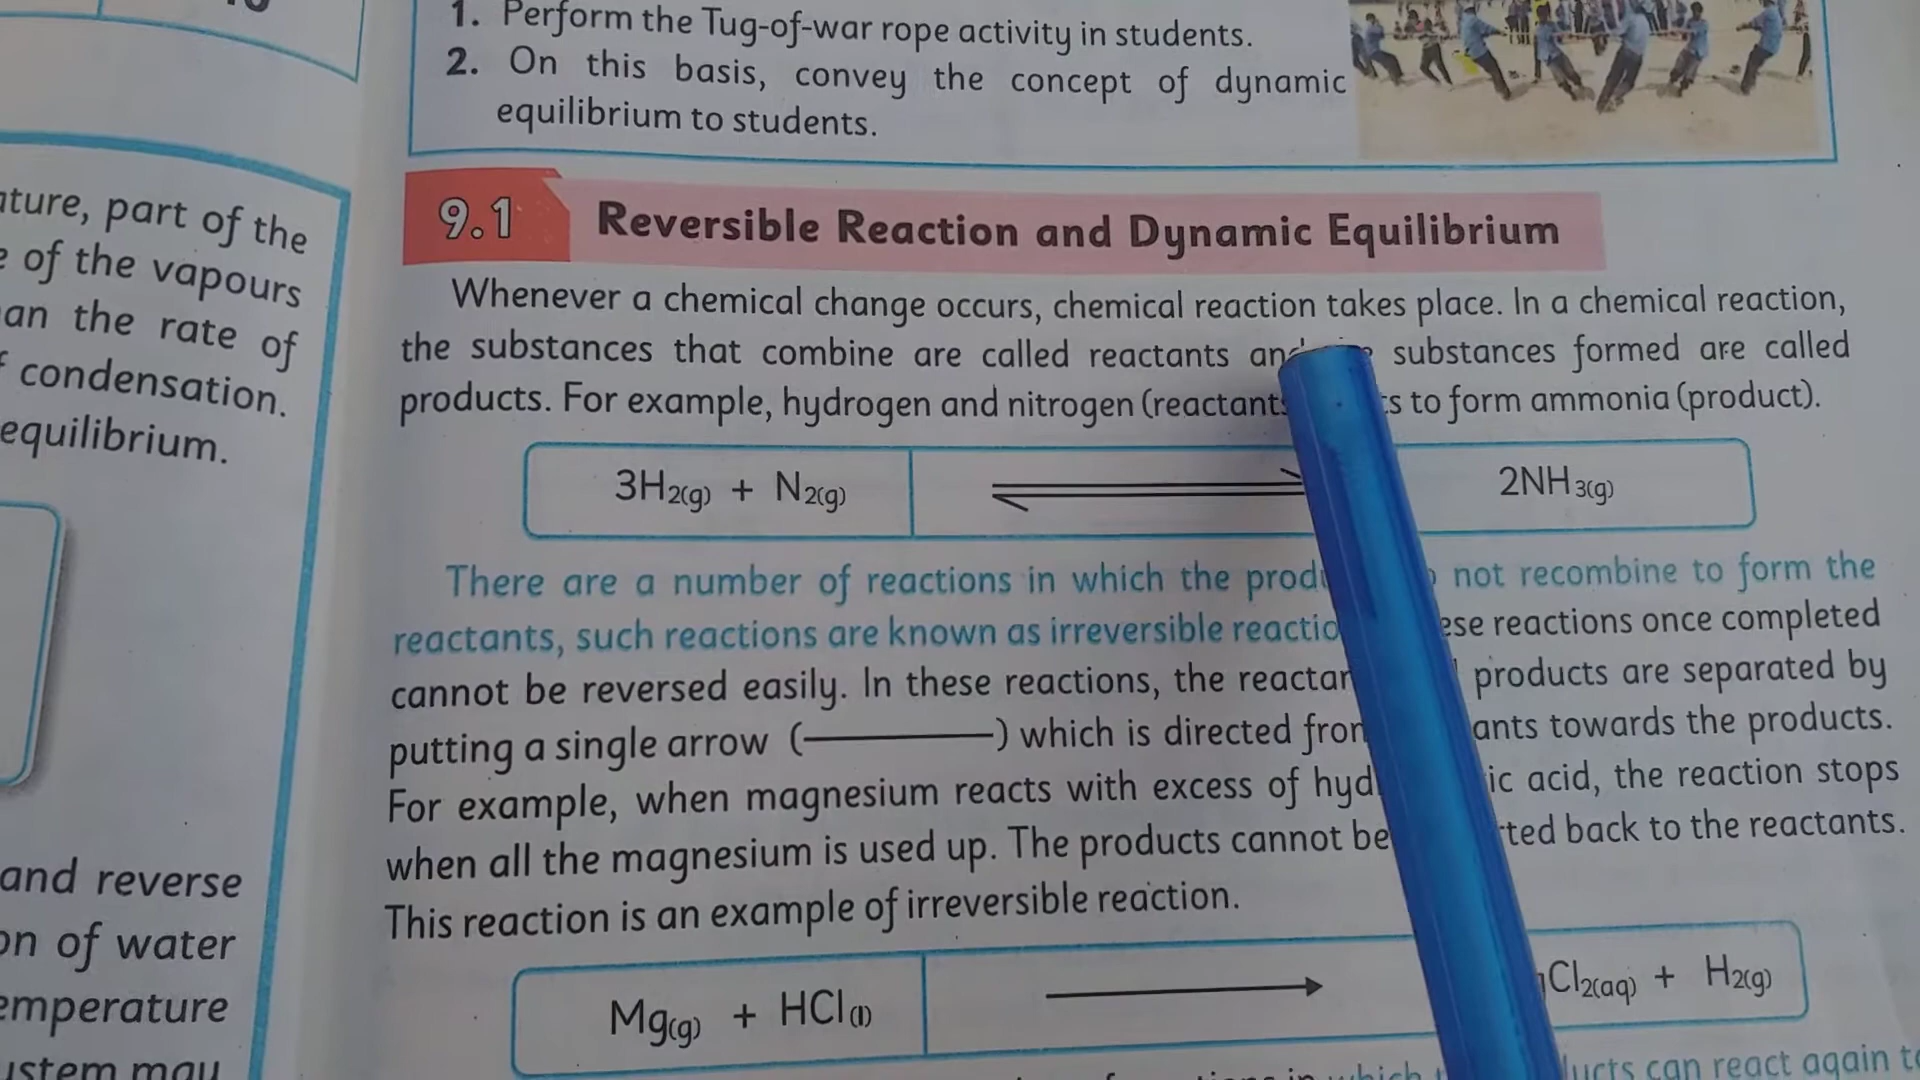 ature, part of the
of the vapours
an the rate of
condensation.
equilibrium.
and reverse
on of water
emperature
1. Perform the Tug-of-war rope activity in students.
2. On this basis, convey the concept of dynamic
equilibrium to students.
9.1 Reversible Reaction and Dynamic Equilibrium
Whenever a chemical change occurs, chemical reaction takes place. In a chemical reaction,
the substances that combine are called reactants and substances formed are called
products. For example, hydrogen and nitrogen (reactants to form ammonia (product).
3H2(g) + N2(g) ⇌ 2NH3(g)
There are a number of reactions in which the prod not recombine to form the
reactants, such reactions are known as irreversible reactio ese reactions once completed
cannot be reversed easily. In these reactions, the reactan products are separated by
putting a single arrow (————) which is directed from ants towards the products.
For example, when magnesium reacts with excess of hyd ic acid, the reaction stops
when all the magnesium is used up. The products cannot be ted back to the reactants.
This reaction is an example of irreversible reaction.
Mg(g) + HCl(l) → Cl2(aq) + H2(g)
in which ucts can react again to